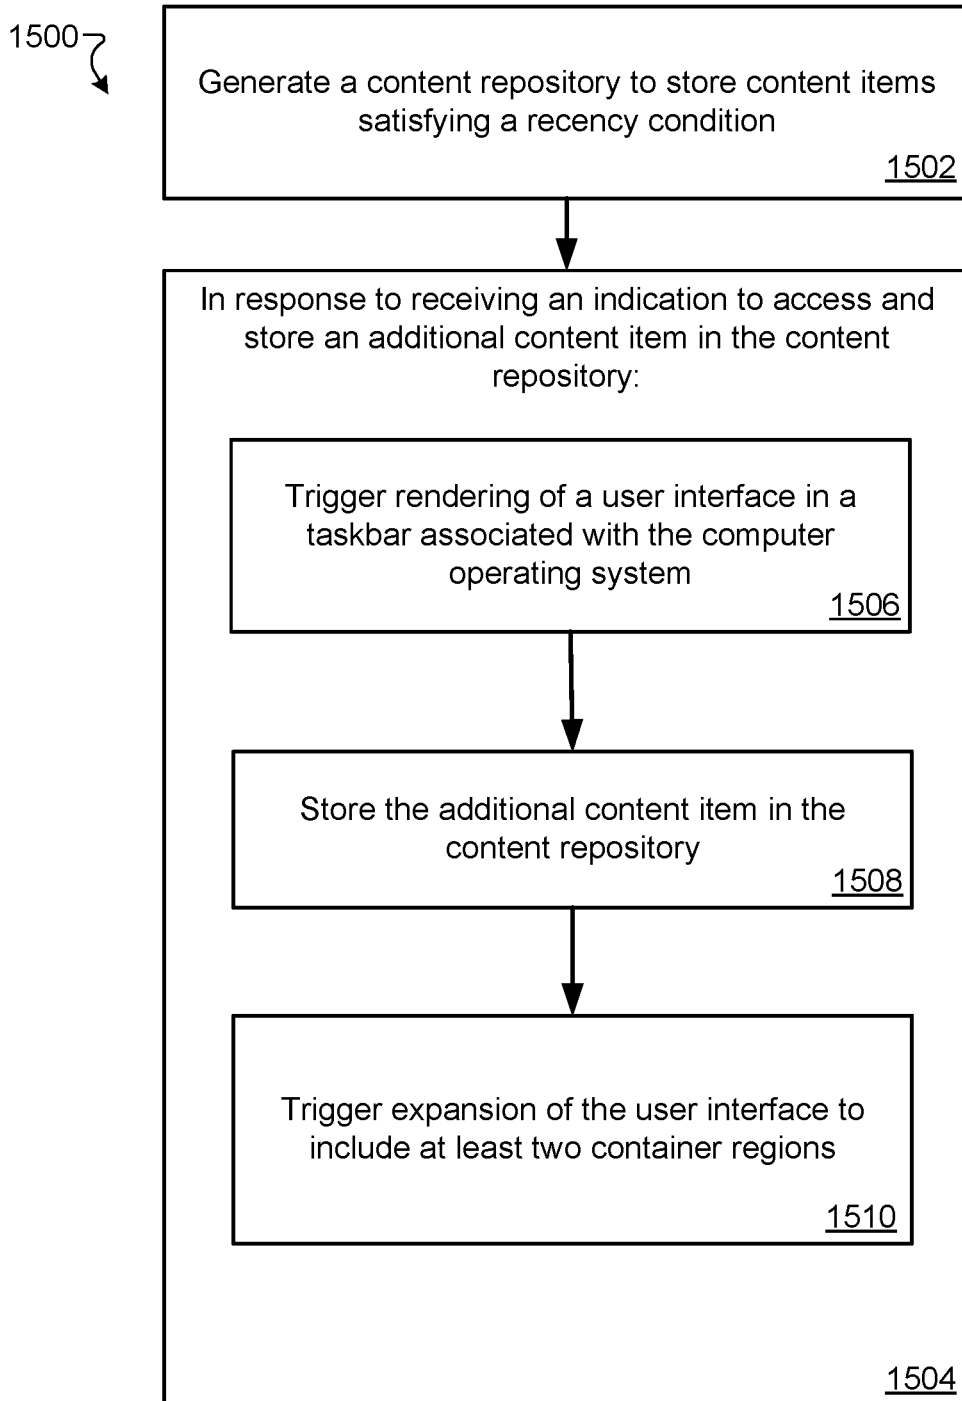 1500
Generate a content repository to store content items
satisfying a recency condition
1502
In response to receiving an indication to access and
store an additional content item in the content
repository:
Trigger rendering of a user interface in a
taskbar associated with the computer
operating system
1506
Store the additional content item in the
content repository
1508
Trigger expansion of the user interface to
include at least two container regions
1510
1504